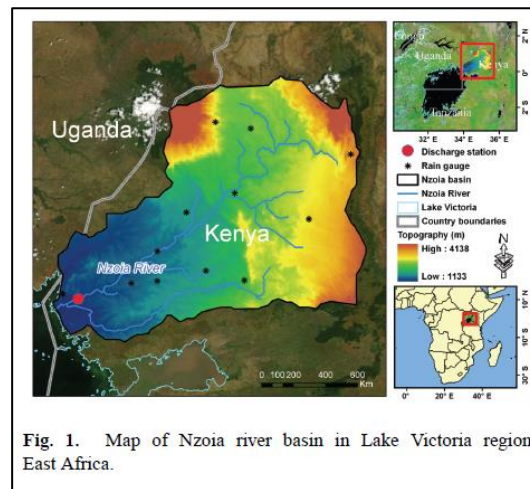 Uganda
Kenya
Nzoia River
0 100 200 400 600
Km
Uganda
Kenya
Tanzania
2°N
0°
2°S
32°E 34°E 36°E
Discharge station
Rain gauge
Nzoia basin
Nzoia River
Lake Victoria
Country boundaries
Topography (m)
High : 4138
Low : 1133
N
10°N
10°S
30°S
0° 20°E 40°E
Fig. 1. Map of Nzoia river basin in Lake Victoria region
East Africa.